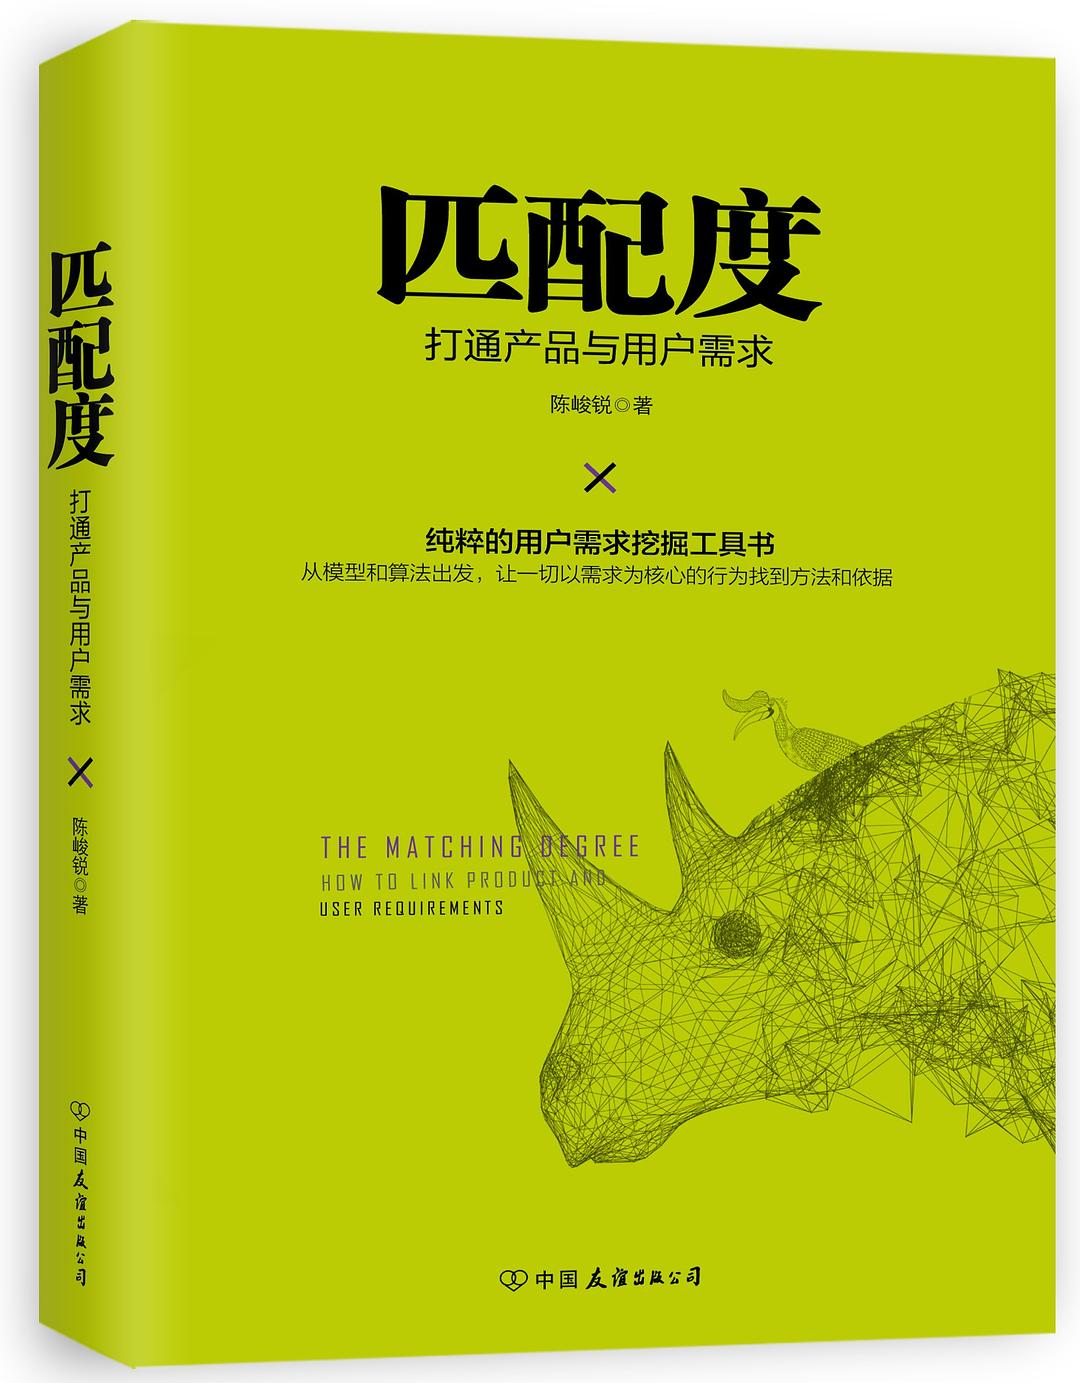 匹配度
打通产品与用户需求
陈峻锐◎著
纯粹的用户需求挖掘工具书
从模型和算法出发，让一切以需求为核心的行为找到方法和依据
THE MATCHING DEGREE
HOW TO LINK PRODUCT AND
USER REQUIREMENTS
中国友谊出版公司
匹配度
打通产品与用户需求
陈峻锐◎著
中国友谊出版公司